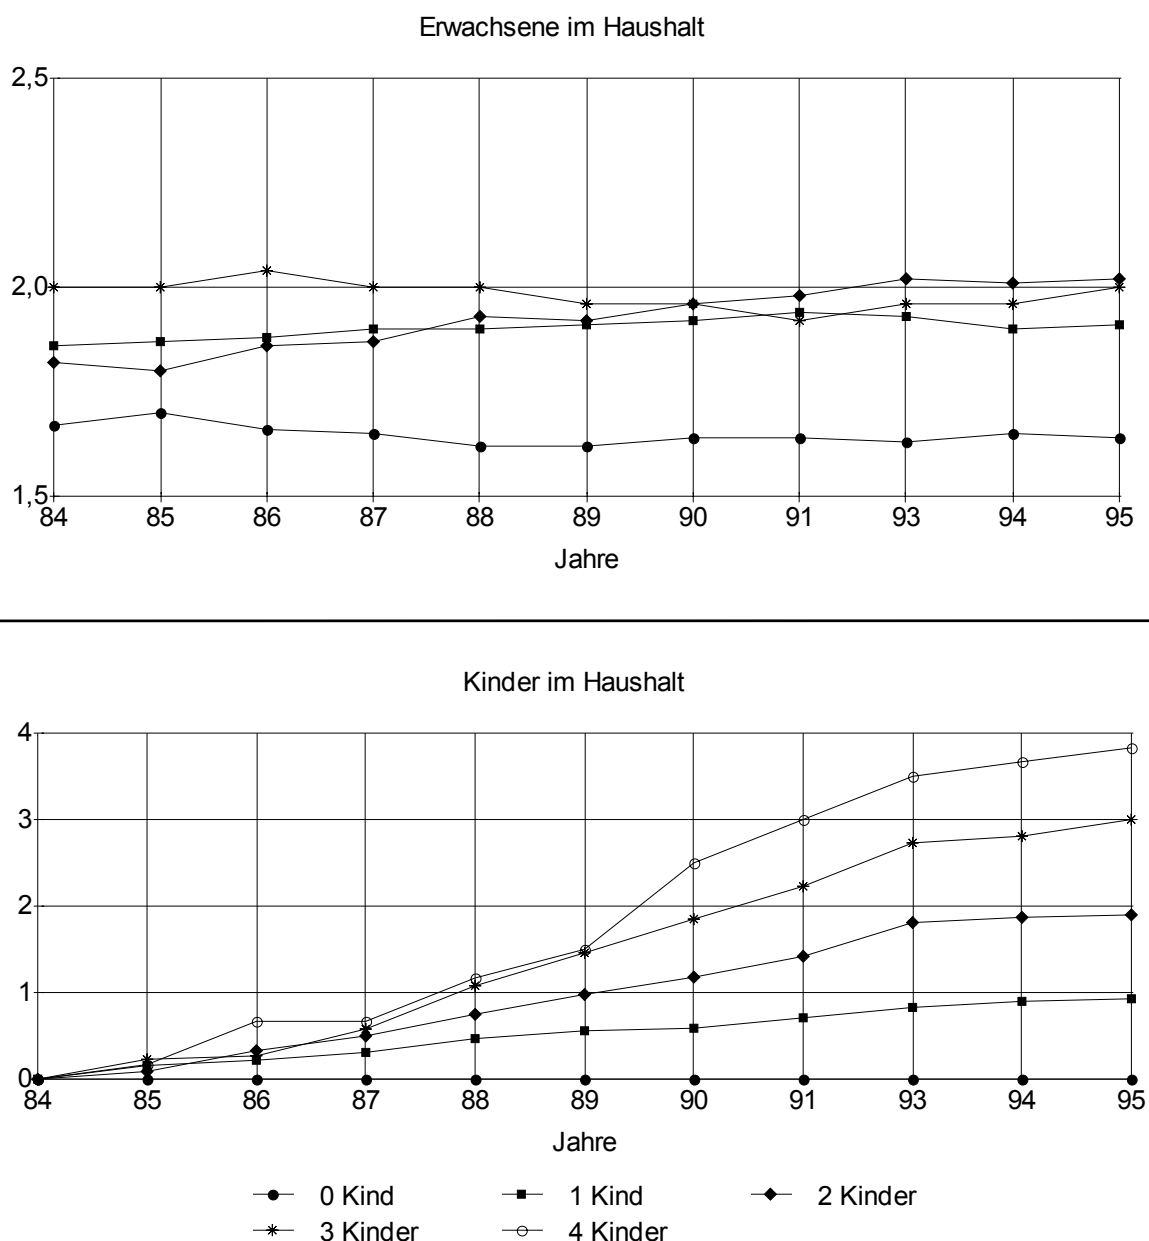 Erwachsene im Haushalt
2,5
2,0
1,5
84 85 86 87 88 89 90 91 93 94 95
Jahre
Kinder im Haushalt
4
3
2
1
0
84 85 86 87 88 89 90 91 93 94 95
Jahre
0 Kind 1 Kind 2 Kinder
3 Kinder 4 Kinder